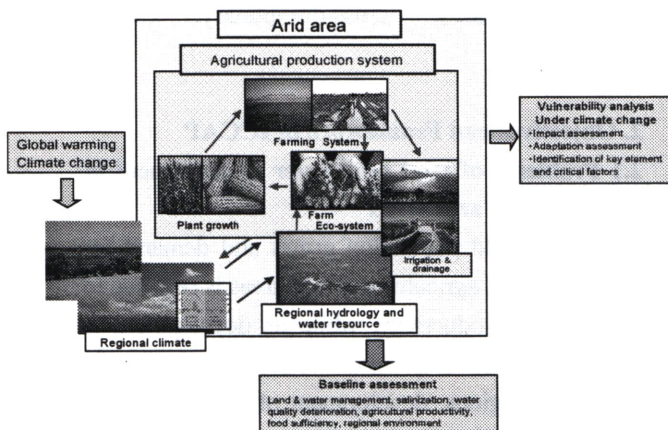 Arid area
Agricultural production system
Farming System
Plant growth
Farm
Eco-system
Irrigation &
drainage
Global warming
Climate change
Regional climate
Regional hydrology and
water resource
Vulnerability analysis
Under climate change
•Impact assessment
•Adaptation assessment
•Identification of key element
and critical factors
Baseline assessment
Land & water management, salinization, water
quality deterioration, agricultural productivity,
food sufficiency, regional environment